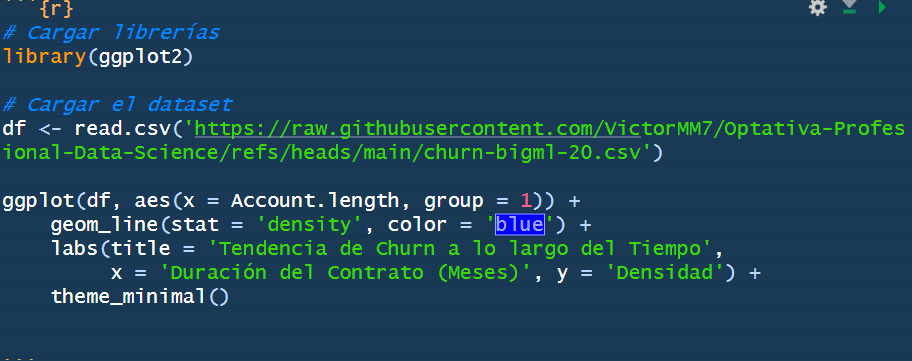 ```{r}
# Cargar librerías
library(ggplot2)
# Cargar el dataset
df <- read.csv('https://raw.githubusercontent.com/VictorMM7/Optativa-Profes
ional-Data-Science/refs/heads/main/churn-bigml-20.csv')
ggplot(df, aes(x = Account.length, group = 1)) +
    geom_line(stat = 'density', color = 'blue') +
    labs(title = 'Tendencia de Churn a lo largo del Tiempo',
         x = 'Duración del Contrato (Meses)', y = 'Densidad') +
    theme_minimal()
```